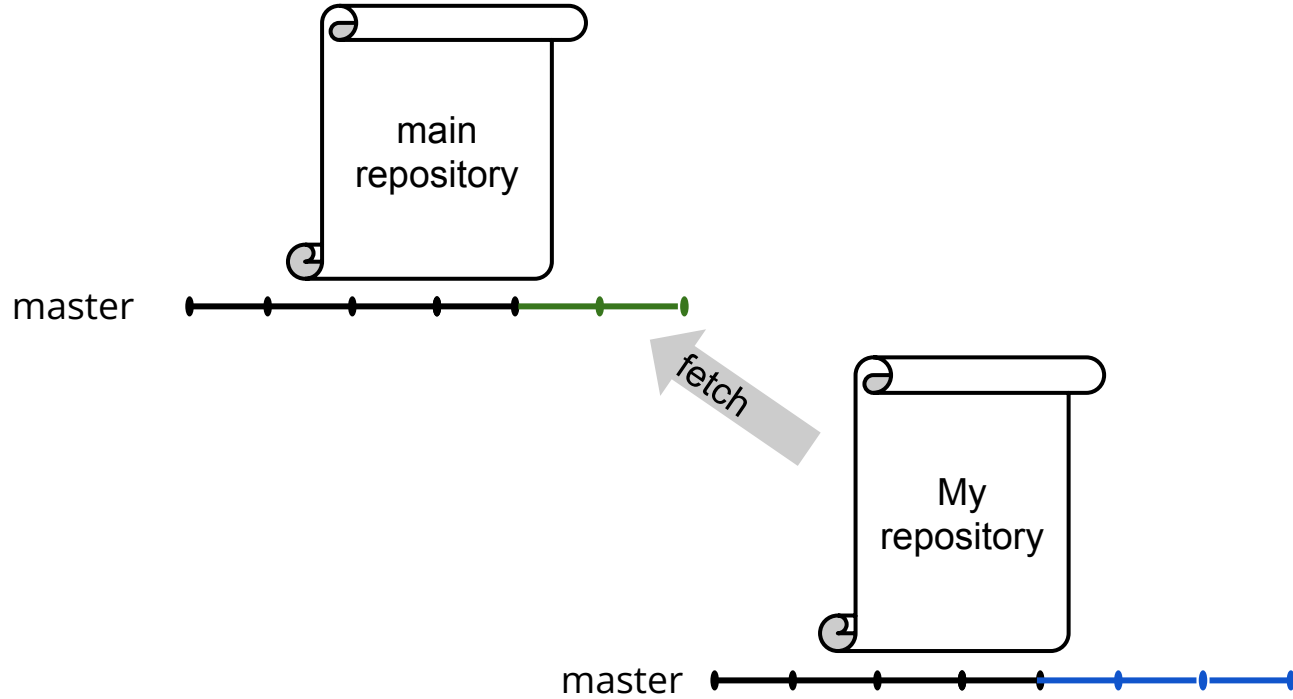 main
repository
master
fetch
My
repository
master